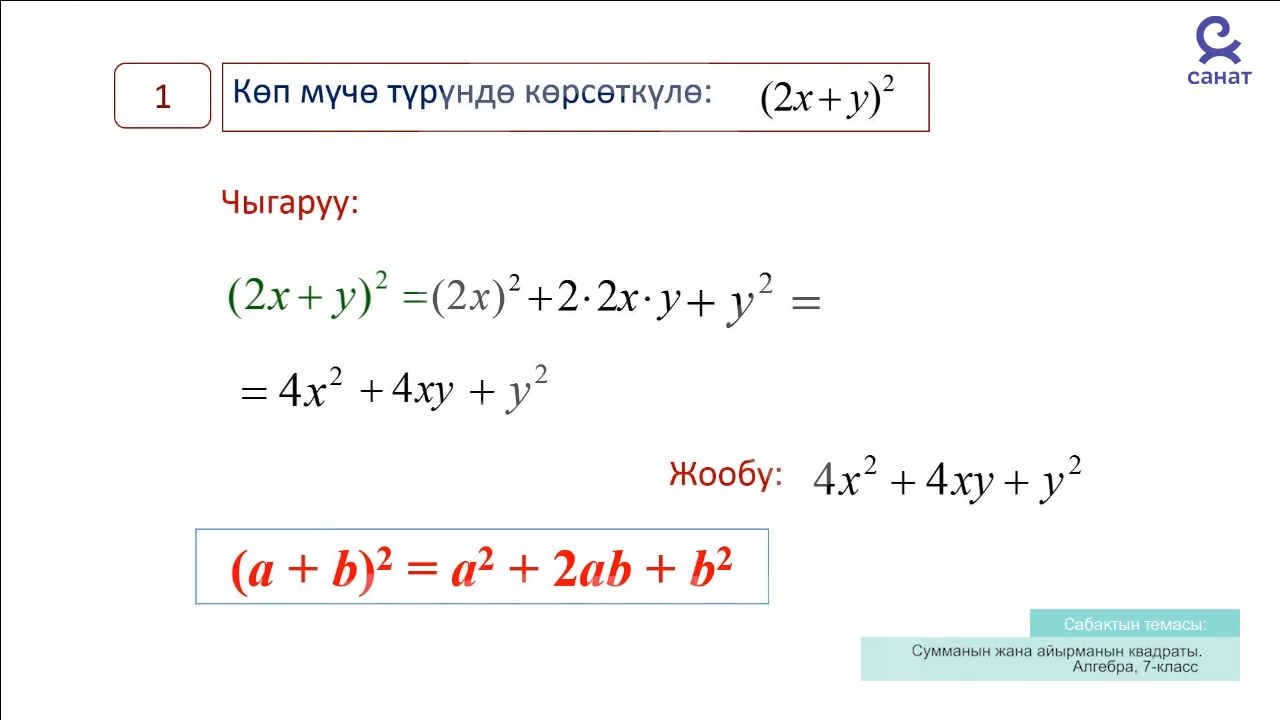 санат
1
Көп мүчө түрүндө көрсөткүлө: (2x + y)²
Чыгаруу:
(2x + y)² = (2x)² + 2·2x·y + y² =
= 4x² + 4xy + y²
Жообу: 4x² + 4xy + y²
(a + b)² = a² + 2ab + b²
Сабактын темасы:
Сумманын жана айырманын квадраты.
Алгебра, 7-класс